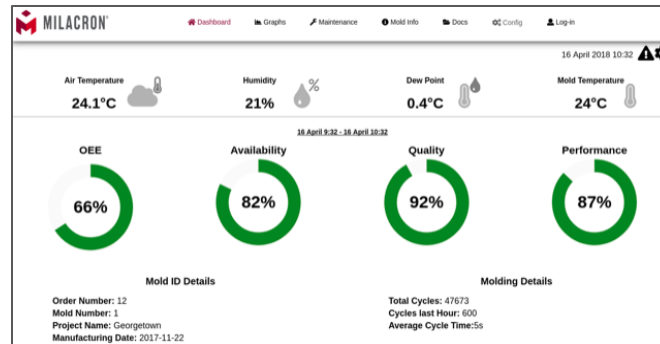 MILACRON
Dashboard Graphs Maintenance Mold Info Docs Config Log-in
16 April 2018 10:32
Air Temperature Humidity Dew Point Mold Temperature
24.1°C 21% % 0.4°C 24°C
16 April 9:32 - 16 April 10:32
OEE Availability Quality Performance
66% 82% 92% 87%
Mold ID Details Molding Details
Order Number: 12 Total Cycles: 47673
Mold Number: 1 Cycles last Hour: 600
Project Name: Georgetown Average Cycle Time:5s
Manufacturing Date: 2017-11-22